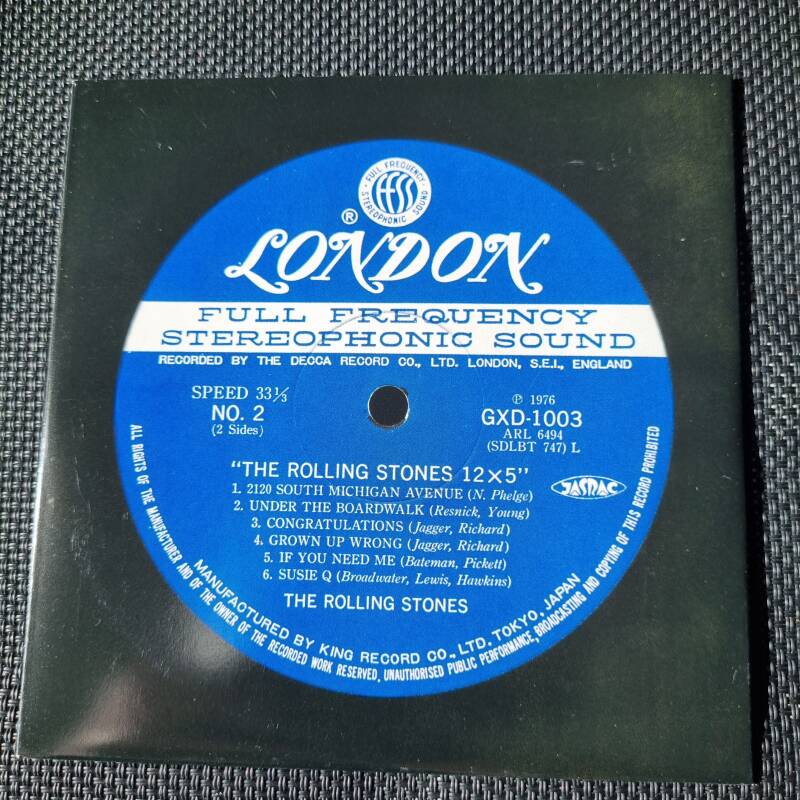 FULL FREQUENCY
ffss
STEREOPHONIC SOUND
®
LONDON
FULL FREQUENCY
STEREOPHONIC SOUND
RECORDED BY THE DECCA RECORD CO., LTD. LONDON, S.E.I., ENGLAND
SPEED 33⅓
NO. 2
(2 Sides)
℗ 1976
GXD-1003
ARL 6494
(SDLBT 747) L
"THE ROLLING STONES 12×5"
JASRAC
1. 2120 SOUTH MICHIGAN AVENUE (N. Phelge)
2. UNDER THE BOARDWALK (Resnick, Young)
3. CONGRATULATIONS (Jagger, Richard)
4. GROWN UP WRONG (Jagger, Richard)
5. IF YOU NEED ME (Bateman, Pickett)
6. SUSIE Q (Broadwater, Lewis, Hawkins)
THE ROLLING STONES
MANUFACTURED BY KING RECORD CO., LTD. TOKYO, JAPAN
ALL RIGHTS OF THE MANUFACTURER AND OF THE OWNER OF THE RECORDED WORK RESERVED, UNAUTHORISED PUBLIC PERFORMANCE, BROADCASTING AND COPYING OF THIS RECORD PROHIBITED